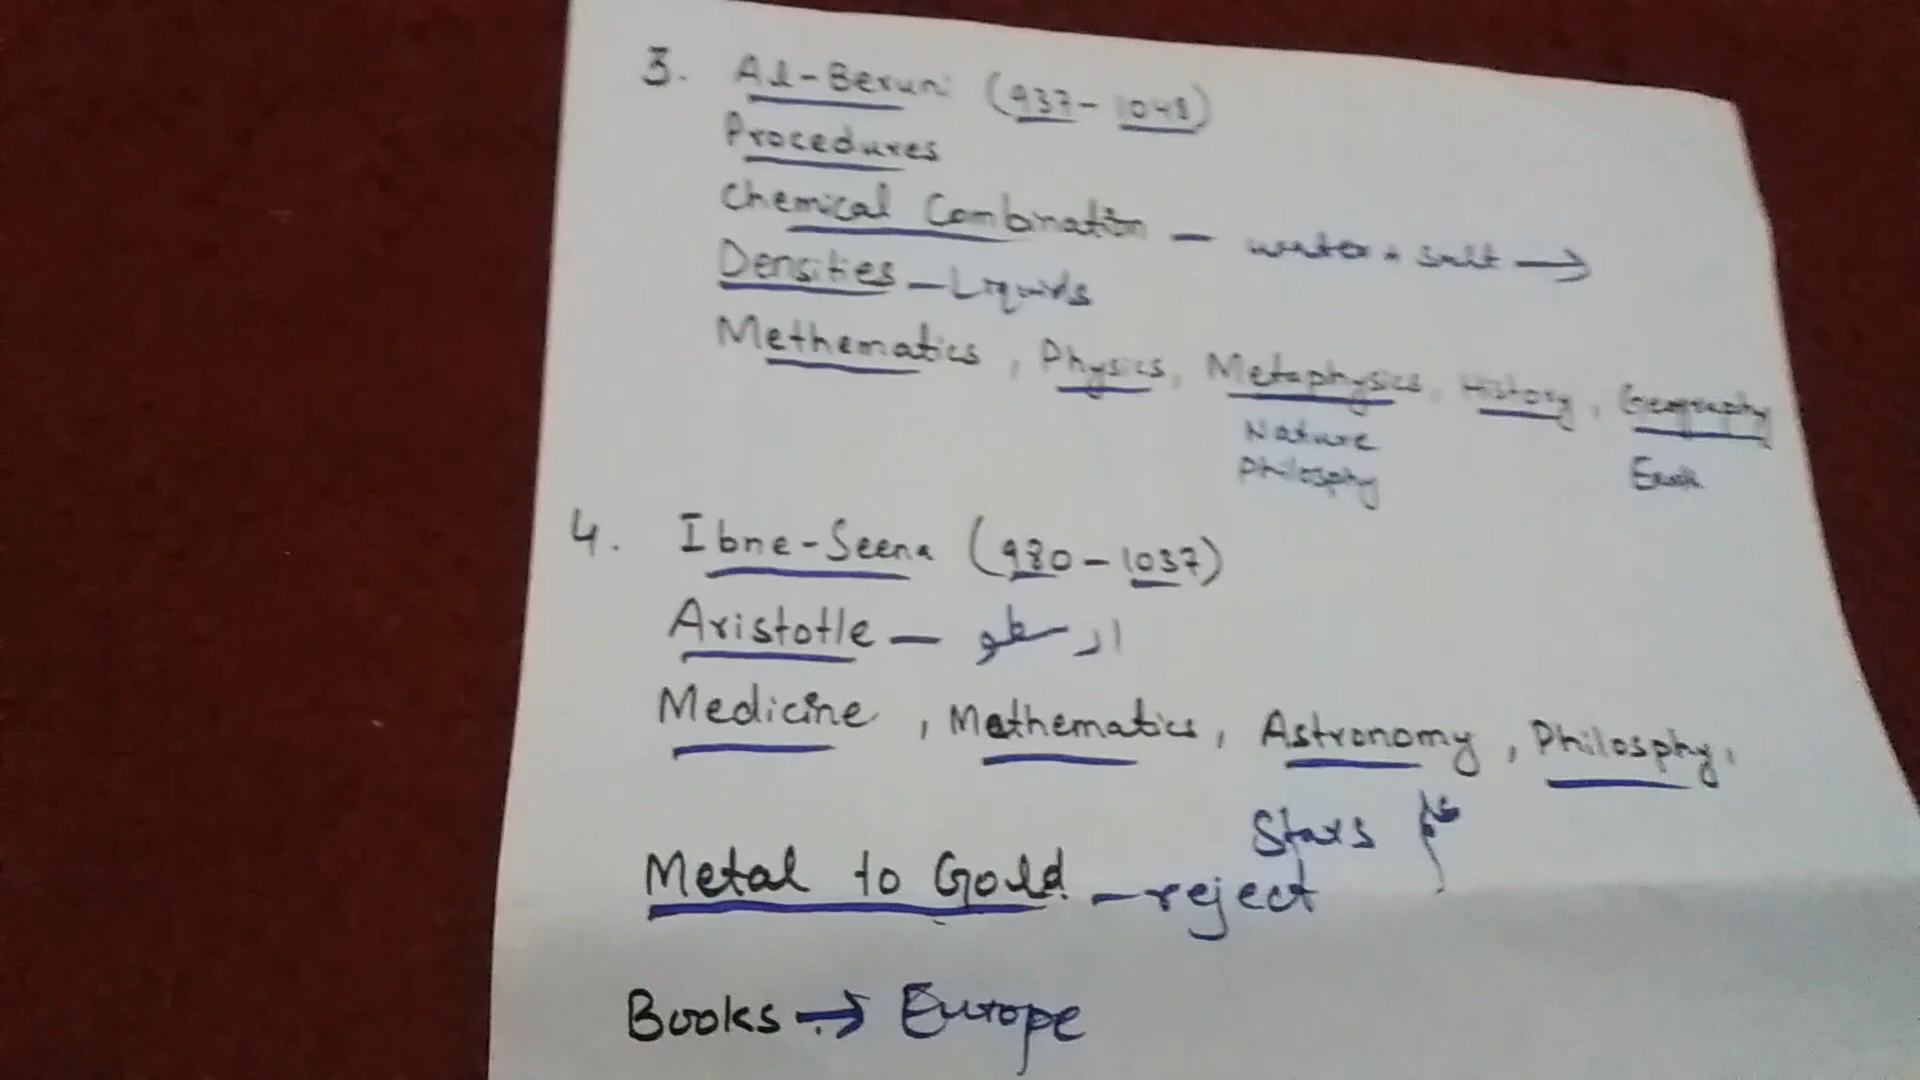 3. Al-Beruni (937-1048)
Procedures
Chemical Combination - water + salt →
Densities - Liquids
Methematics, Physics, Metaphysics, History, Geography
Nature
Philosphy
Earth
4. Ibne-Seena (980-1037)
Aristotle - ارسطو
Medicine, Mathematics, Astronomy, Philosphy,
Stars
Metal to Gold - reject
Books → Europe